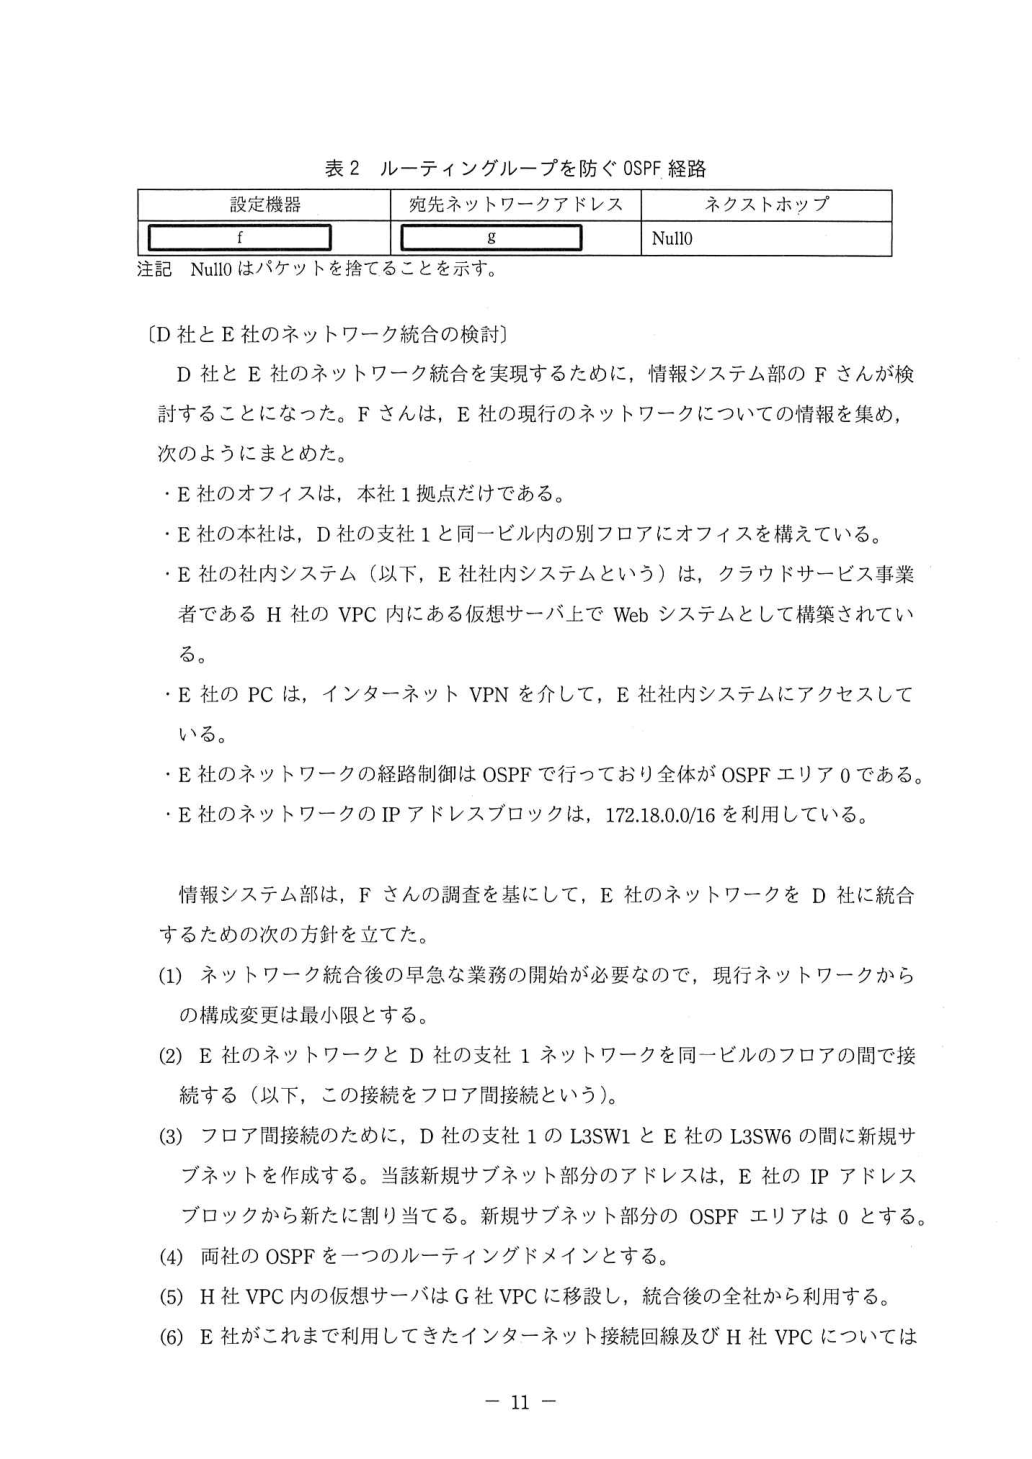 表2 ルーティングループを防ぐOSPF経路
設定機器 宛先ネットワークアドレス ネクストホップ
f g Null0
注記 Null0はパケットを捨てることを示す。
〔D社とE社のネットワーク統合の検討〕
D社とE社のネットワーク統合を実現するために，情報システム部のFさんが検
討することになった。Fさんは，E社の現行のネットワークについての情報を集め，
次のようにまとめた。
・E社のオフィスは，本社1拠点だけである。
・E社の本社は，D社の支社1と同一ビル内の別フロアにオフィスを構えている。
・E社の社内システム（以下，E社社内システムという）は，クラウドサービス事業
者であるH社のVPC内にある仮想サーバ上でWebシステムとして構築されてい
る。
・E社のPCは，インターネットVPNを介して，E社社内システムにアクセスして
いる。
・E社のネットワークの経路制御はOSPFで行っており全体がOSPFエリア0である。
・E社のネットワークのIPアドレスブロックは，172.18.0.0/16を利用している。
情報システム部は，Fさんの調査を基にして，E社のネットワークをD社に統合
するための次の方針を立てた。
(1) ネットワーク統合後の早急な業務の開始が必要なので，現行ネットワークから
の構成変更は最小限とする。
(2) E社のネットワークとD社の支社1ネットワークを同一ビルのフロアの間で接
続する（以下，この接続をフロア間接続という）。
(3) フロア間接続のために，D社の支社1のL3SW1とE社のL3SW6の間に新規サ
ブネットを作成する。当該新規サブネット部分のアドレスは，E社のIPアドレス
ブロックから新たに割り当てる。新規サブネット部分のOSPFエリアは0とする。
(4) 両社のOSPFを一つのルーティングドメインとする。
(5) H社VPC内の仮想サーバはG社VPCに移設し，統合後の全社から利用する。
(6) E社がこれまで利用してきたインターネット接続回線及びH社VPCについては
－ 11 －